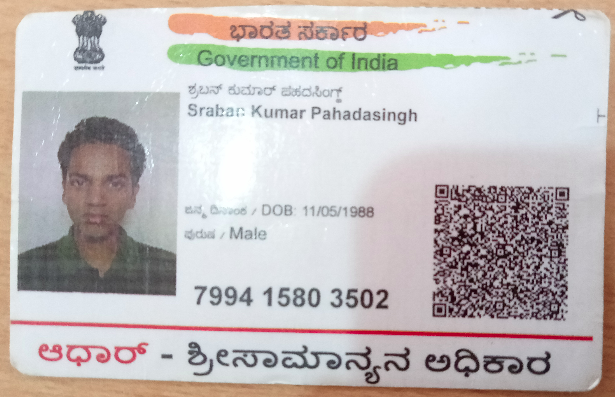 ಭಾರತ ಸರ್ಕಾರ
Government of India
ಶ್ರಬನ್ ಕುಮಾರ್ ಪಹದಸಿಂಗ್
Sraban Kumar Pahadasingh
ಜನ್ಮ ದಿನಾಂಕ / DOB: 11/05/1988
ಪುರುಷ / Male
7994 1580 3502
ಆಧಾರ್ - ಶ್ರೀಸಾಮಾನ್ಯನ ಅಧಿಕಾರ